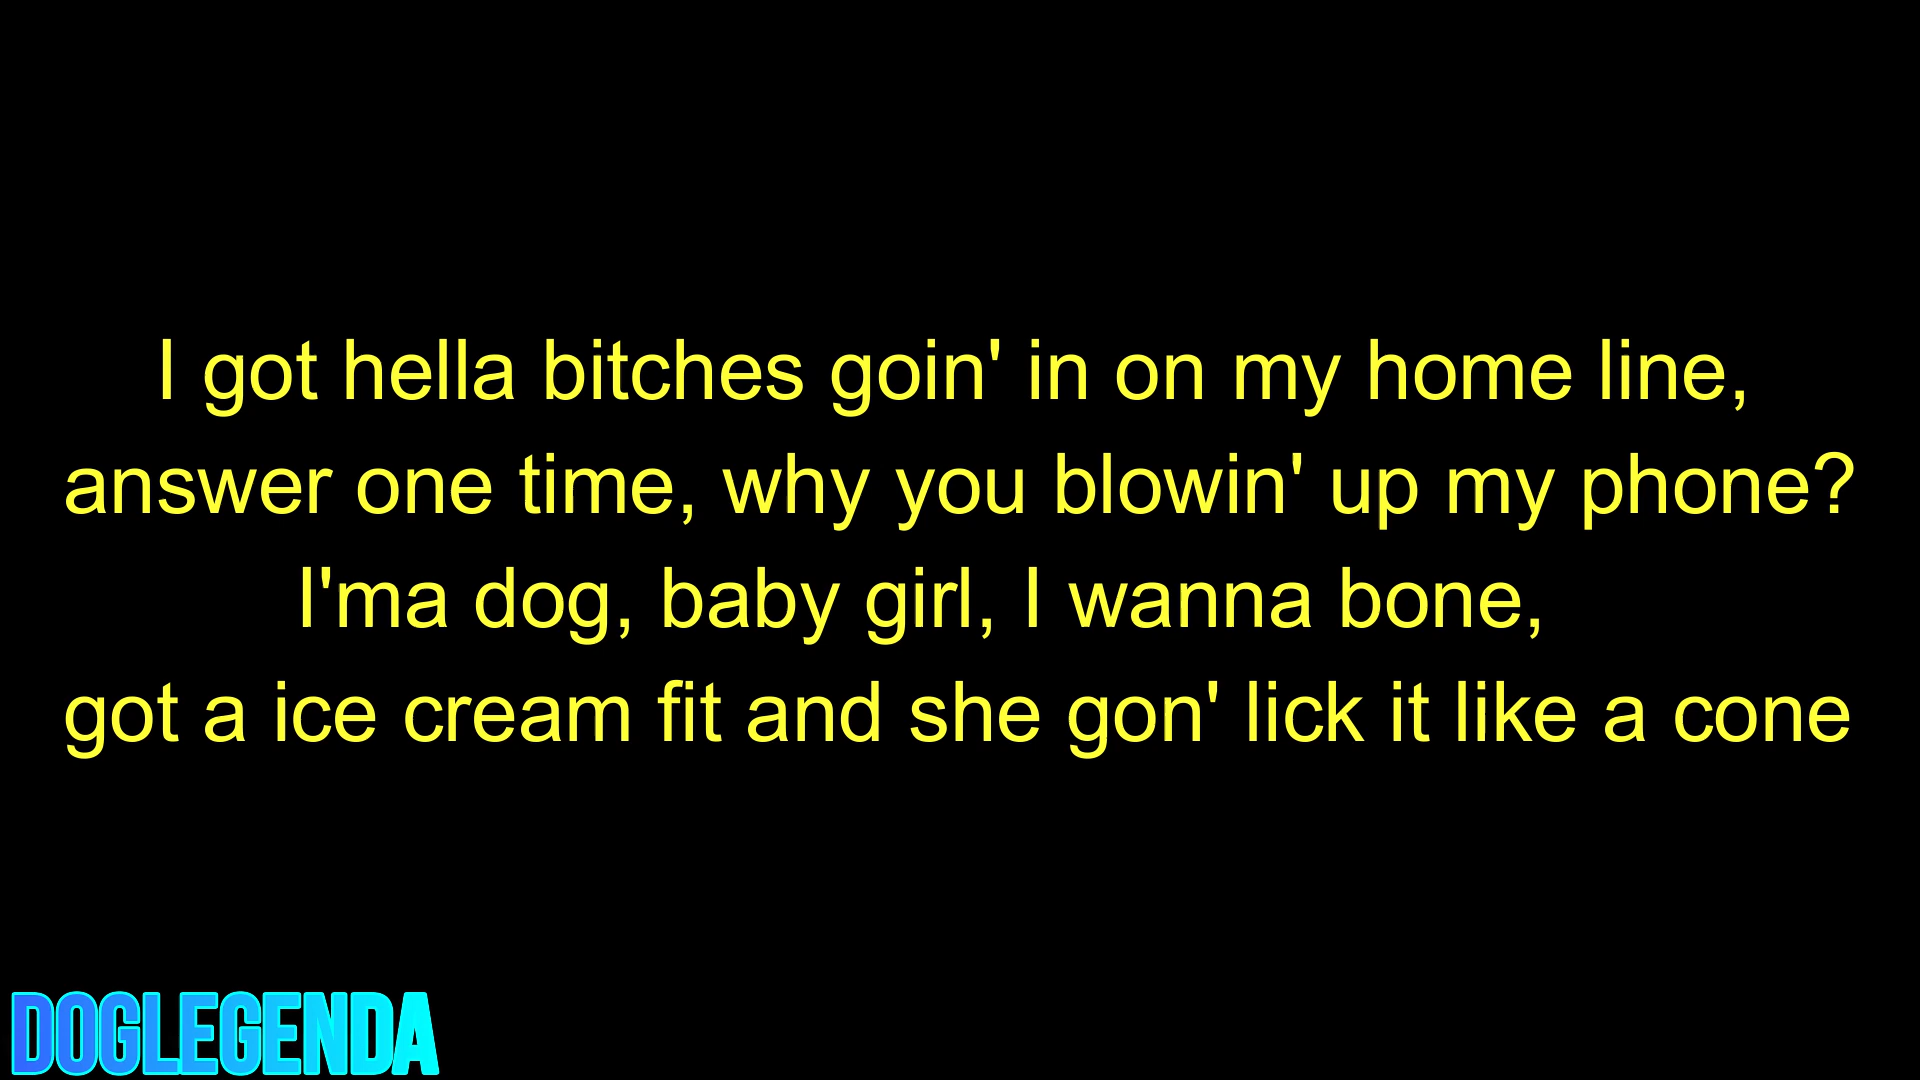 I got hella bitches goin' in on my home line,
answer one time, why you blowin' up my phone?
I'ma dog, baby girl, I wanna bone,
got a ice cream fit and she gon' lick it like a cone
DOGLEGENDA